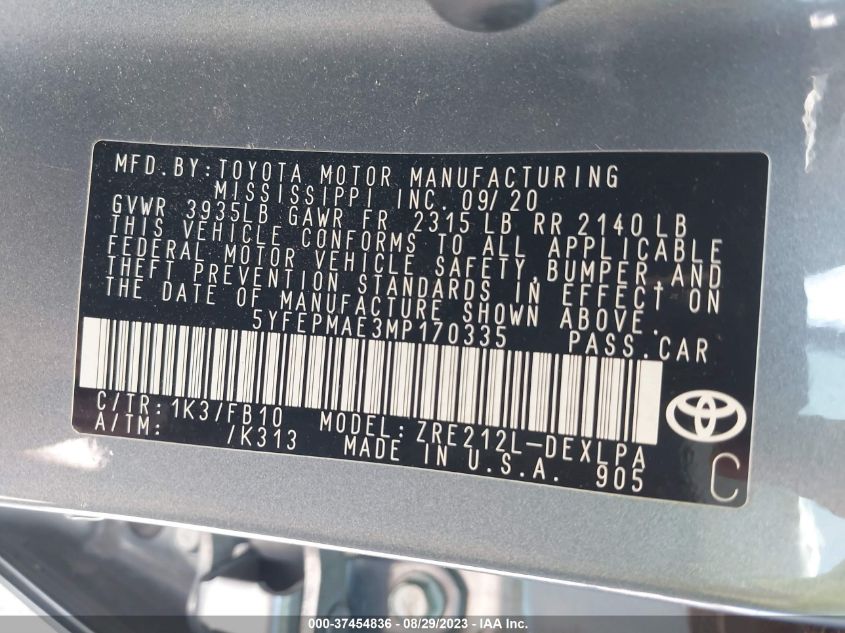 MFD.BY:TOYOTA MOTOR MANUFACTURING
MISSISSIPPI INC. 09/20
GVWR 3935LB GAWR FR 2315 LB RR 2140 LB
THIS VEHICLE CONFORMS TO ALL APPLICABLE
FEDERAL MOTOR VEHICLE SAFETY,BUMPER,AND
THEFT PREVENTION STANDARDS IN EFFECT ON
THE DATE OF MANUFACTURE SHOWN ABOVE.
5YFEPMAE3MP170335 PASS.CAR
C/TR: 1K3/FB10 MODEL: ZRE212L-DEXLPA
A/TM: /K313 MADE IN U.S.A. 905
C
000-37454836 - 08/29/2023 - IAA Inc.